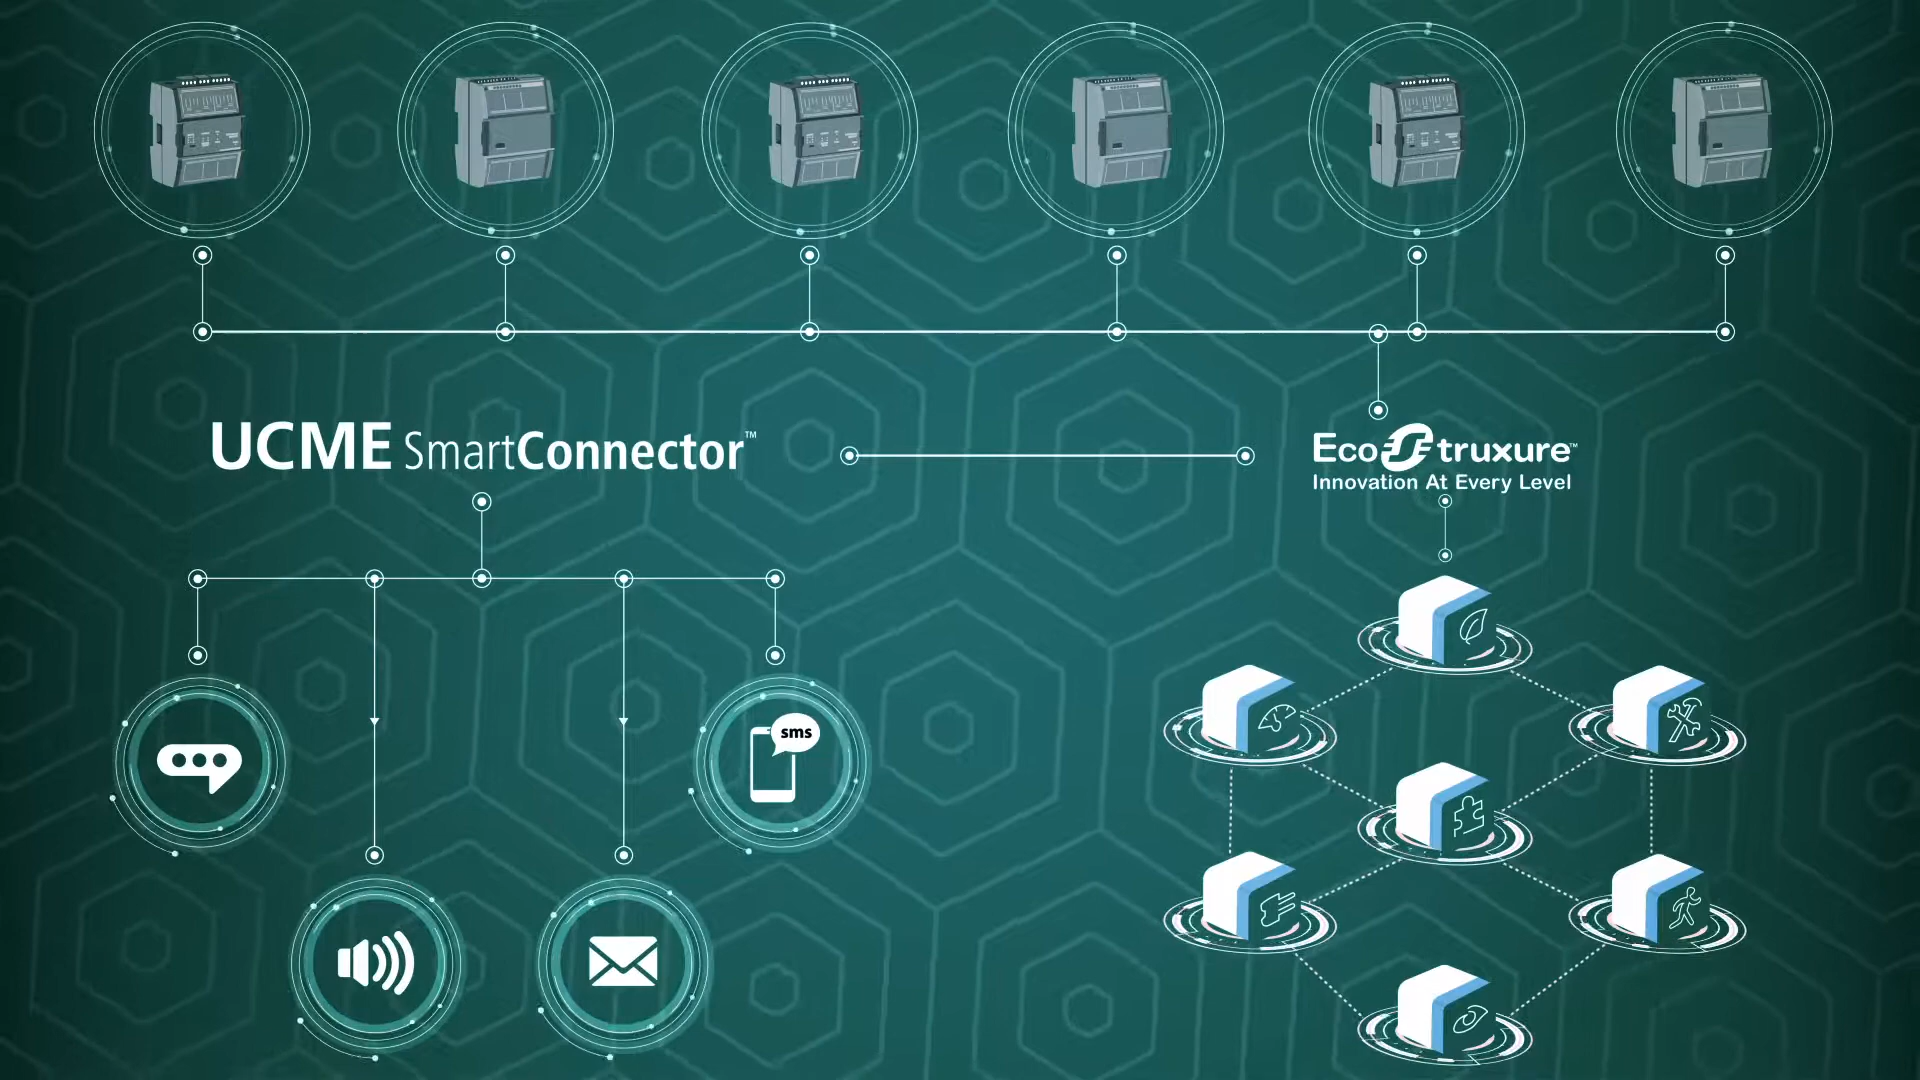 UCME SmartConnector™
EcoStruxure™
Innovation At Every Level
sms